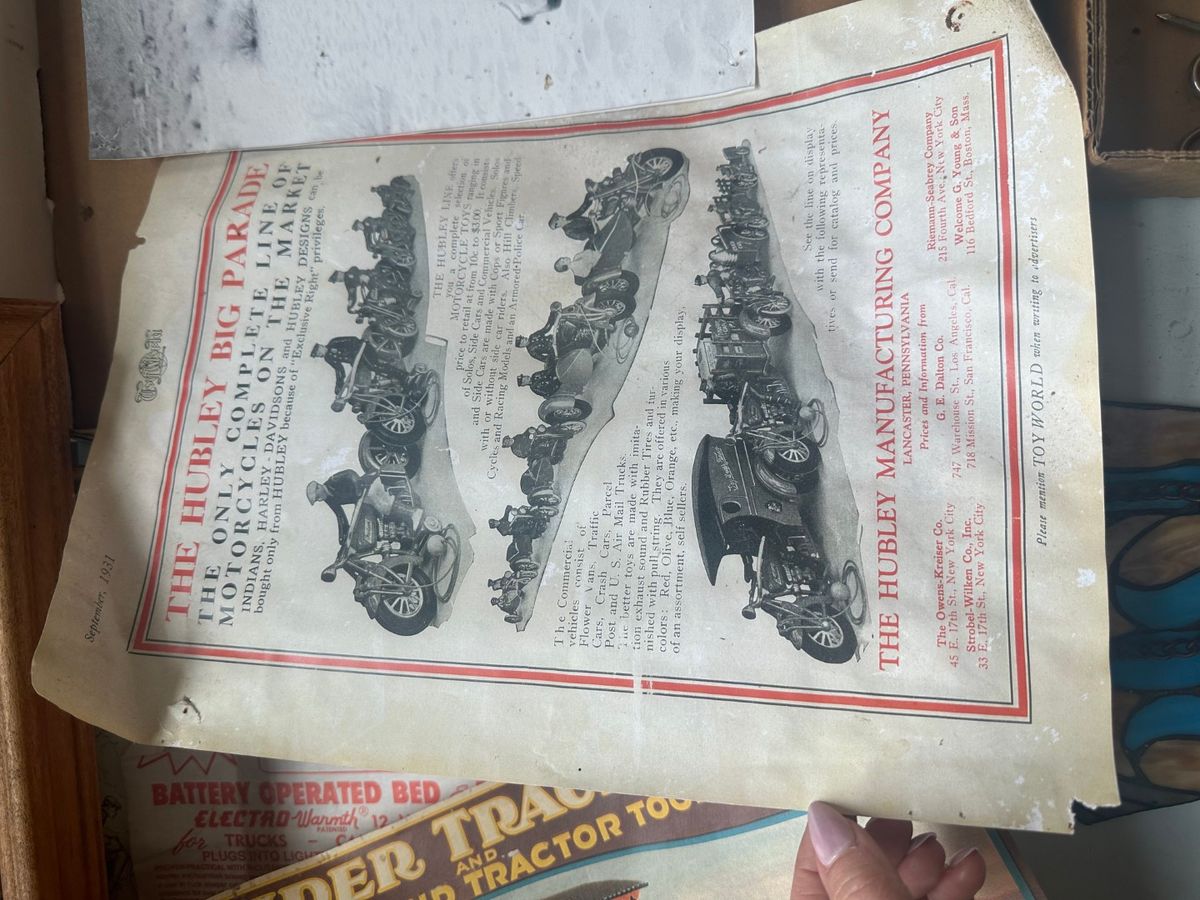 September, 1931
THE HUBLEY BIG PARADE
THE ONLY COMPLETE LINE OF
MOTORCYCLES ON THE MARKET
INDIANS, HARLEY-DAVIDSONS and HUBLEY DESIGNS can be
bought only from HUBLEY because of "Exclusive Right" privileges.
THE HUBLEY LINE offers
you a complete selection of
MOTORCYCLE TOYS ranging in
price to retail at from 10c to $3.00. It consists
of Solos, Side Cars and Commercial Vehicles. Solos
and Side Cars are made with Cops or Sport Figures and
with or without side car riders. Also Hill Climbers, Speed
Cycles and Racing Models and an Armored Police Car.
The Commercial
vehicles consist of
Flower Vans, Traffic
Cars, Crash Cars, Parcel
Post and U. S. Air Mail Trucks.
The better toys are made with imita-
tion exhaust sound and Rubber Tires and fur-
nished with pull string. They are offered in various
colors: Red, Olive, Blue, Orange, etc., making your display,
of an assortment, self sellers.
See the line on display
with the following representa-
tives or send for catalog and prices.
THE HUBLEY MANUFACTURING COMPANY
LANCASTER, PENNSYLVANIA
Prices and Information from
The Owens-Kreiser Co.
45 E. 17th St., New York City
Strobel-Wilken Co., Inc.
33 E. 17th St., New York City
G. E. Dalton Co.
747 Warehouse St., Los Angeles, Cal.
718 Mission St., San Francisco, Cal.
Riemann-Seabrey Company
215 Fourth Ave., New York City
Welcome G. Young & Son
116 Bedford St., Boston, Mass.
Please mention TOY WORLD when writing to advertisers
BATTERY OPERATED BED
ELECTRO-Warmth® 12
PATENTED
for TRUCKS
PLUGS INTO
TRAC
AND
TRACTOR TOO